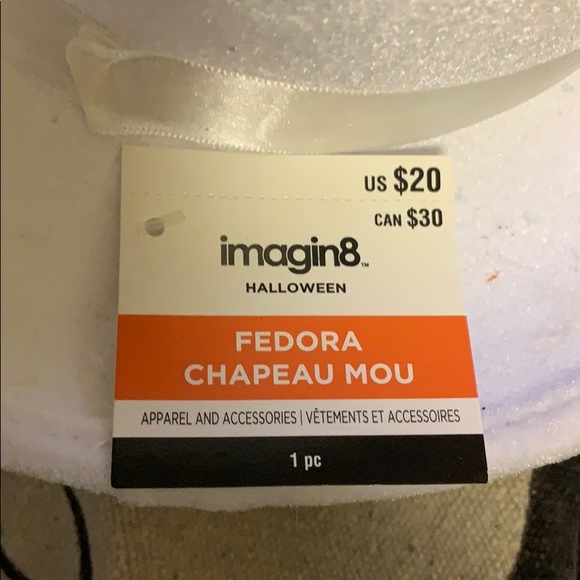 US $20
CAN $30
imagin8™
HALLOWEEN
FEDORA
CHAPEAU MOU
APPAREL AND ACCESSORIES | VÊTEMENTS ET ACCESSOIRES
1 pc